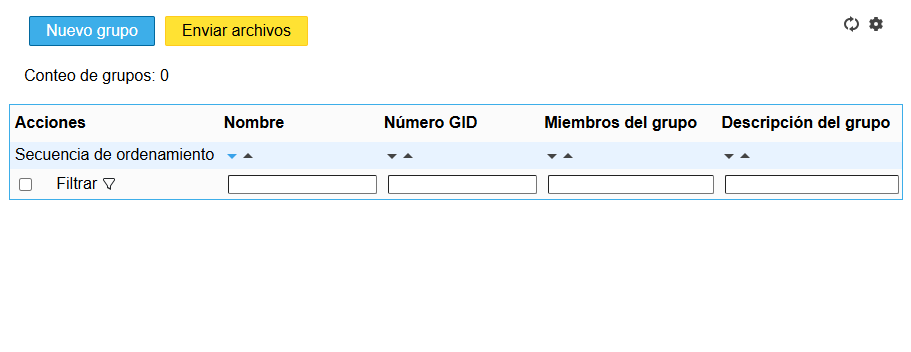 Nuevo grupo Enviar archivos
Conteo de grupos: 0
Acciones Nombre Número GID Miembros del grupo Descripción del grupo
Secuencia de ordenamiento
Filtrar